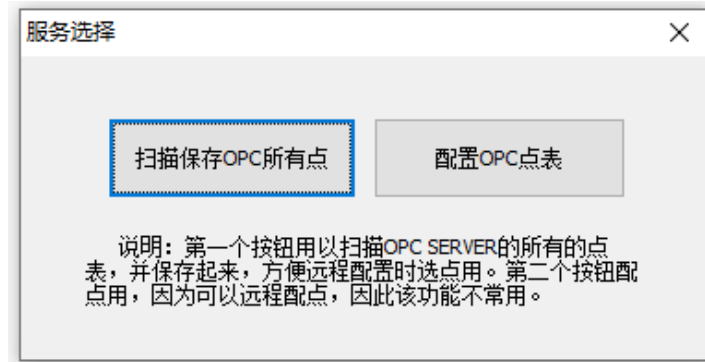 服务选择
扫描保存OPC所有点
配置OPC点表
说明：第一个按钮用以扫描OPC SERVER的所有的点
表，并保存起来，方便远程配置时选点用。第二个按钮配
点用，因为可以远程配点，因此该功能不常用。